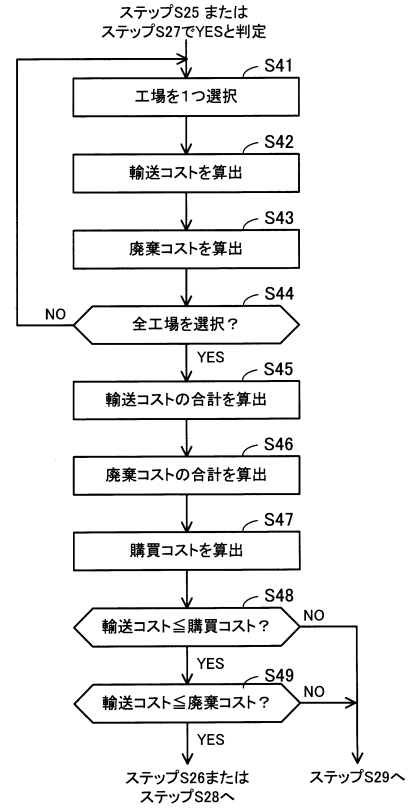 ステップS25 または
ステップS27でYESと判定
S41
工場を1つ選択
S42
輸送コストを算出
S43
廃棄コストを算出
S44
全工場を選択？
NO
YES
S45
輸送コストの合計を算出
S46
廃棄コストの合計を算出
S47
購買コストを算出
S48
輸送コスト≦購買コスト？
NO
YES
S49
輸送コスト≦廃棄コスト？
NO
YES
ステップS26または
ステップS28へ
ステップS29へ